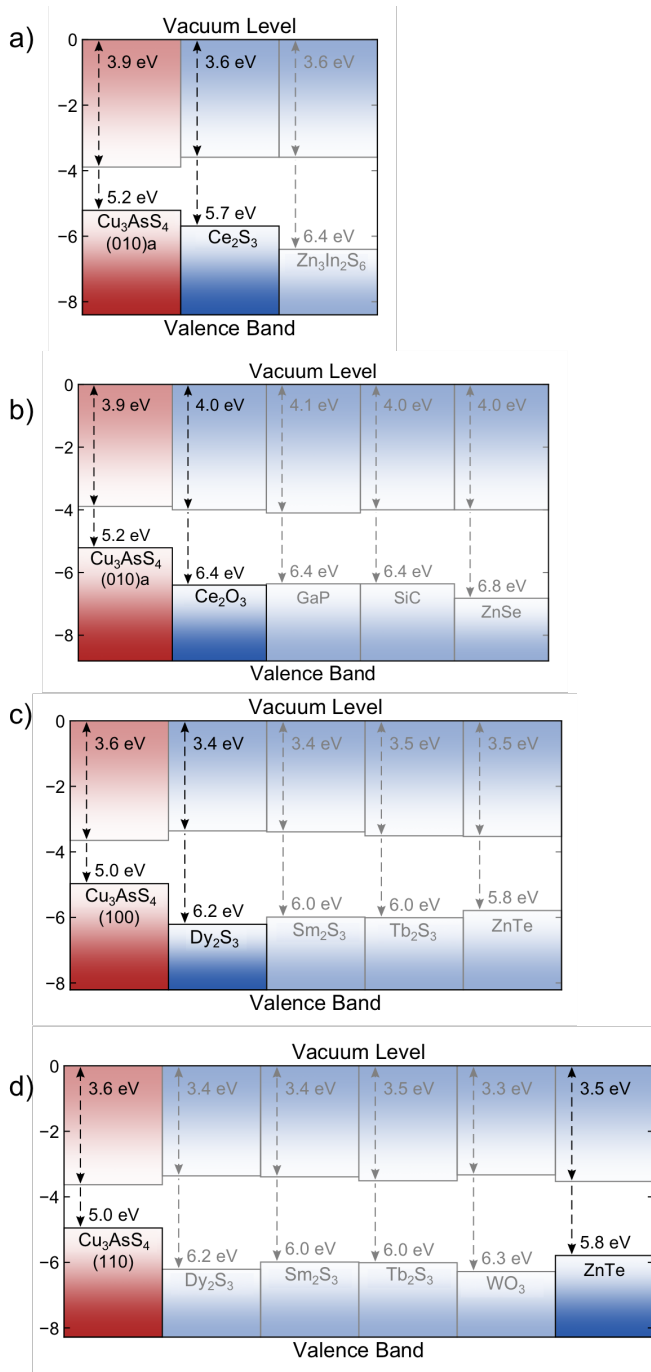 a)
Vacuum Level
0
3.9 eV
3.6 eV
3.6 eV
−2
−4
5.2 eV
5.7 eV
6.4 eV
Cu₃AsS₄
(010)a
Ce₂S₃
Zn₃In₂S₆
−6
−8
Valence Band
b)
Vacuum Level
0
3.9 eV
4.0 eV
4.1 eV
4.0 eV
4.0 eV
−2
−4
5.2 eV
6.4 eV
6.4 eV
6.4 eV
6.8 eV
Cu₃AsS₄
(010)a
Ce₂O₃
GaP
SiC
ZnSe
−6
−8
Valence Band
c)
Vacuum Level
0
3.6 eV
3.4 eV
3.4 eV
3.5 eV
3.5 eV
−2
−4
5.0 eV
6.2 eV
6.0 eV
6.0 eV
5.8 eV
Cu₃AsS₄
(100)
Dy₂S₃
Sm₂S₃
Tb₂S₃
ZnTe
−6
−8
Valence Band
d)
Vacuum Level
0
3.6 eV
3.4 eV
3.4 eV
3.5 eV
3.3 eV
3.5 eV
−2
−4
5.0 eV
6.2 eV
6.0 eV
6.0 eV
6.3 eV
5.8 eV
Cu₃AsS₄
(110)
Dy₂S₃
Sm₂S₃
Tb₂S₃
WO₃
ZnTe
−6
−8
Valence Band